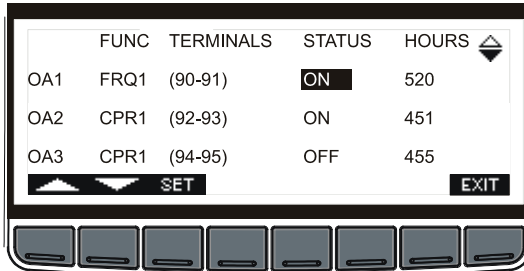 FUNC TERMINALS STATUS HOURS
OA1 FRQ1 (90-91) ON 520
OA2 CPR1 (92-93) ON 451
OA3 CPR1 (94-95) OFF 455
SET EXIT